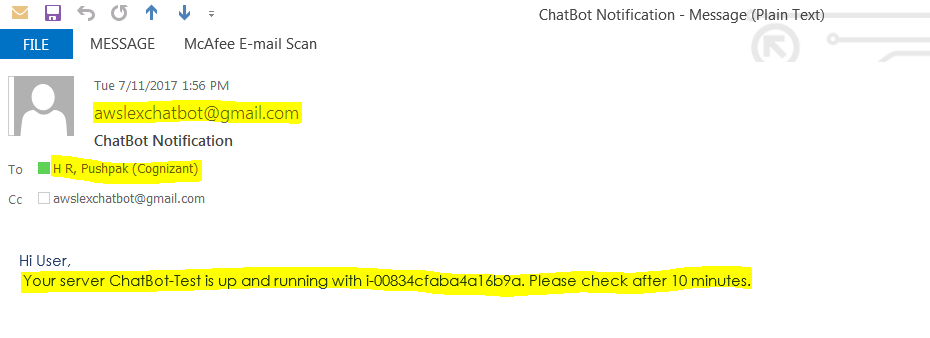 ChatBot Notification - Message (Plain Text)
FILE MESSAGE McAfee E-mail Scan
Tue 7/11/2017 1:56 PM
awslexchatbot@gmail.com
ChatBot Notification
To H R, Pushpak (Cognizant)
Cc awslexchatbot@gmail.com
Hi User,
Your server ChatBot-Test is up and running with i-00834cfaba4a16b9a. Please check after 10 minutes.